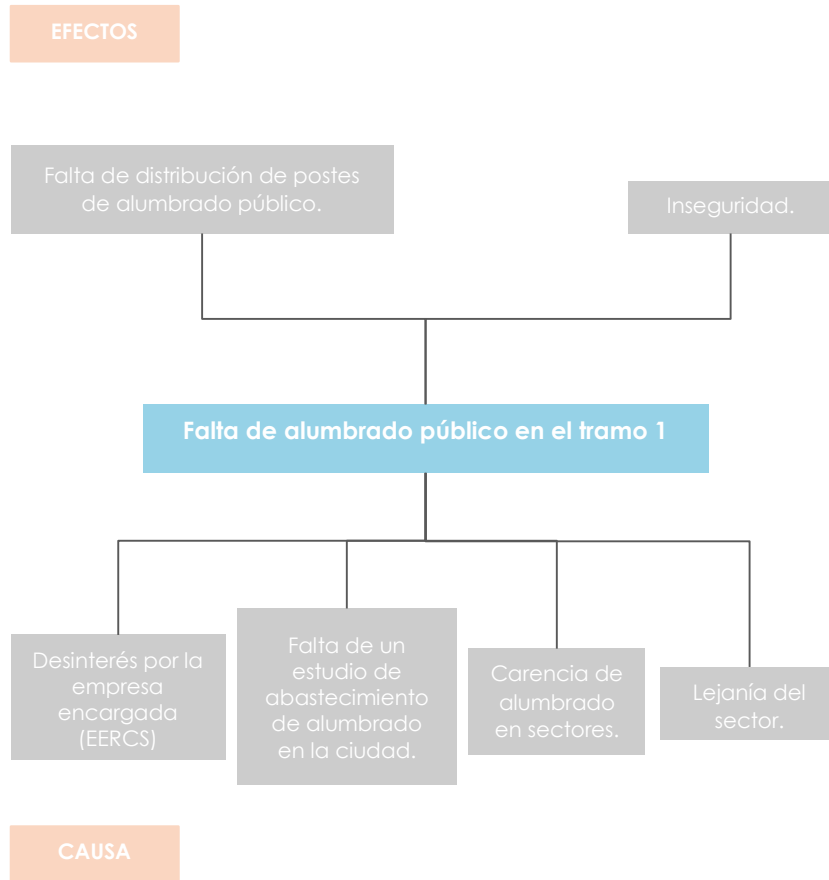 EFECTOS
Falta de distribución de postes
de alumbrado público.
Inseguridad.
Falta de alumbrado público en el tramo 1
Desinterés por la
empresa
encargada
(EERCS)
Falta de un
estudio de
abastecimiento
de alumbrado
en la ciudad.
Carencia de
alumbrado
en sectores.
Lejanía del
sector.
CAUSA